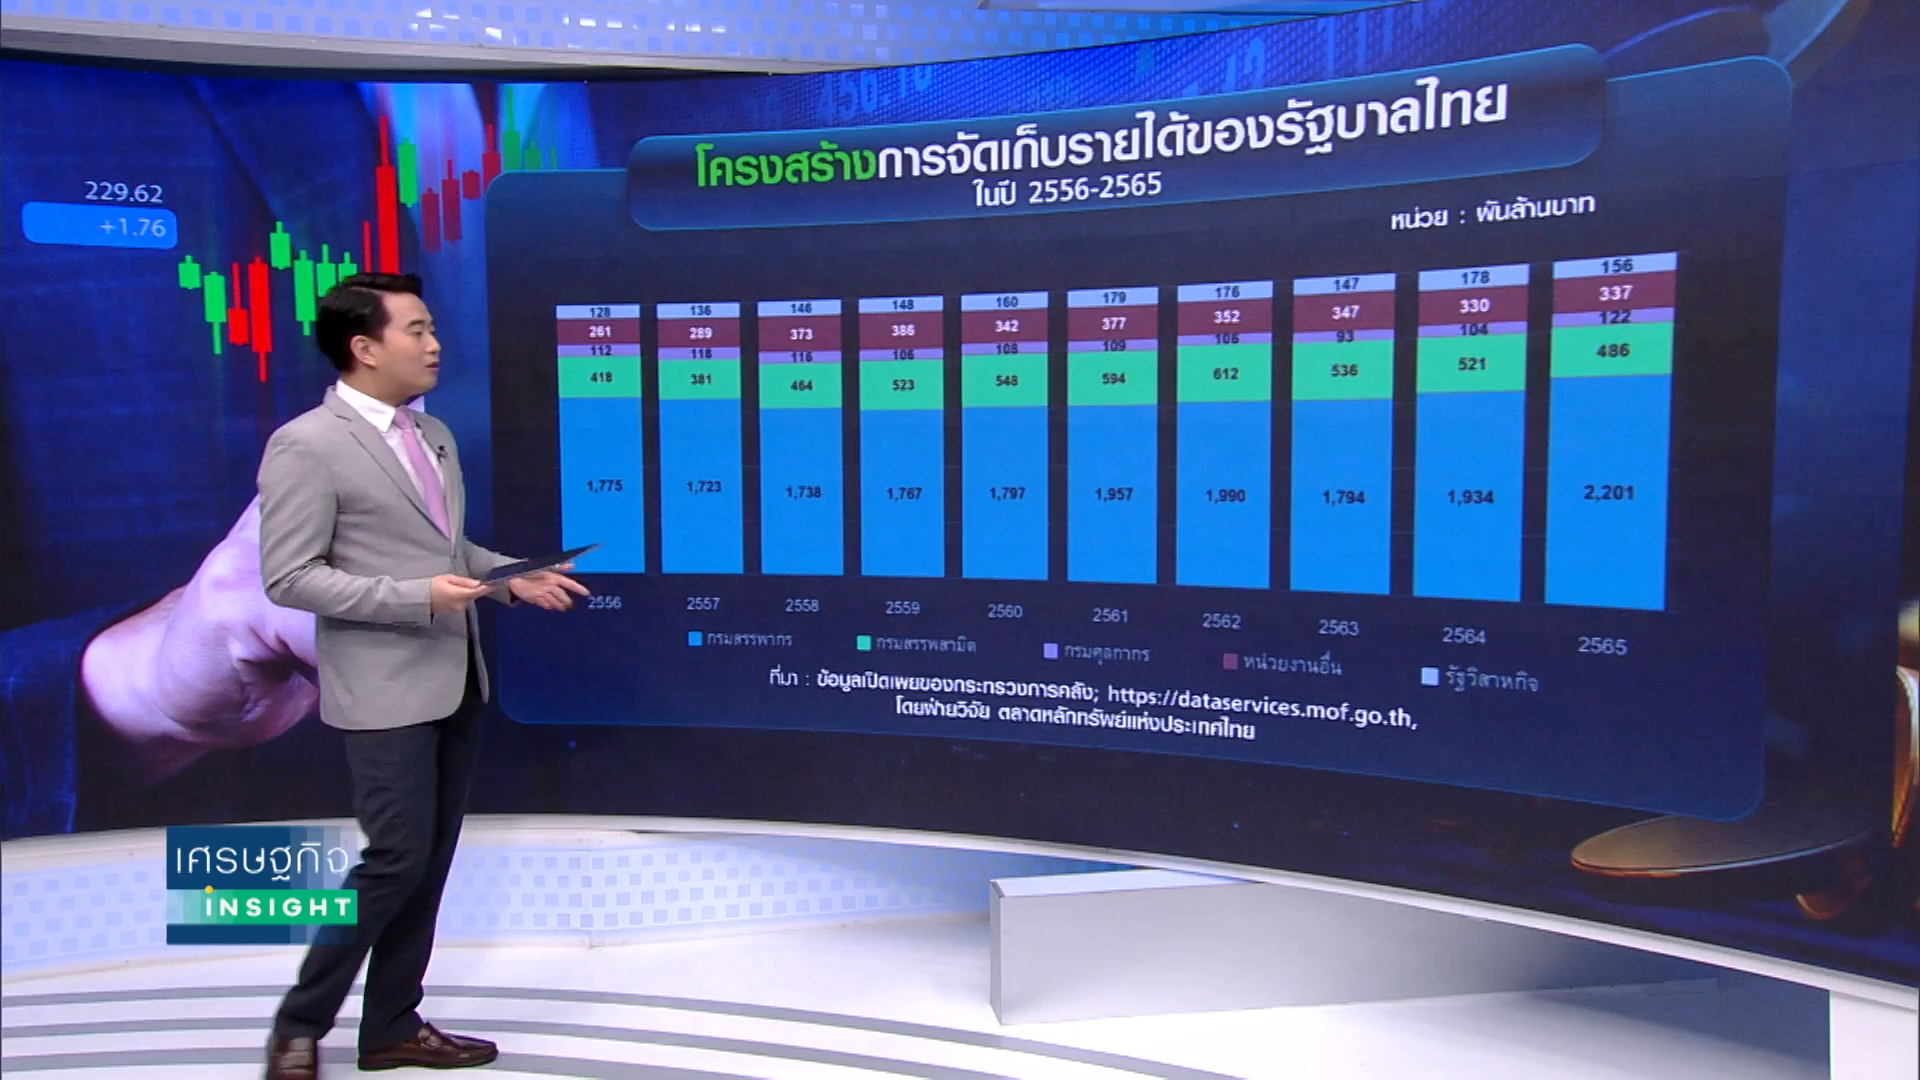 229.62
+1.76
โครงสร้างการจัดเก็บรายได้ของรัฐบาลไทย
ในปี 2556-2565
หน่วย : พันล้านบาท
128 136 146 148 160 179 176 147 178 156
261 289 373 386 342 377 352 347 330 337
112 118 116 106 108 109 106 93 104 122
418 381 464 523 548 594 612 536 521 486
1,775 1,723 1,738 1,767 1,797 1,957 1,990 1,794 1,934 2,201
2556 2557 2558 2559 2560 2561 2562 2563 2564 2565
กรมสรรพากร กรมสรรพสามิต กรมศุลกากร หน่วยงานอื่น รัฐวิสาหกิจ
ที่มา : ข้อมูลเปิดเผยของกระทรวงการคลัง; https://dataservices.mof.go.th,
โดยฝ่ายวิจัย ตลาดหลักทรัพย์แห่งประเทศไทย
เศรษฐกิจ
INSIGHT